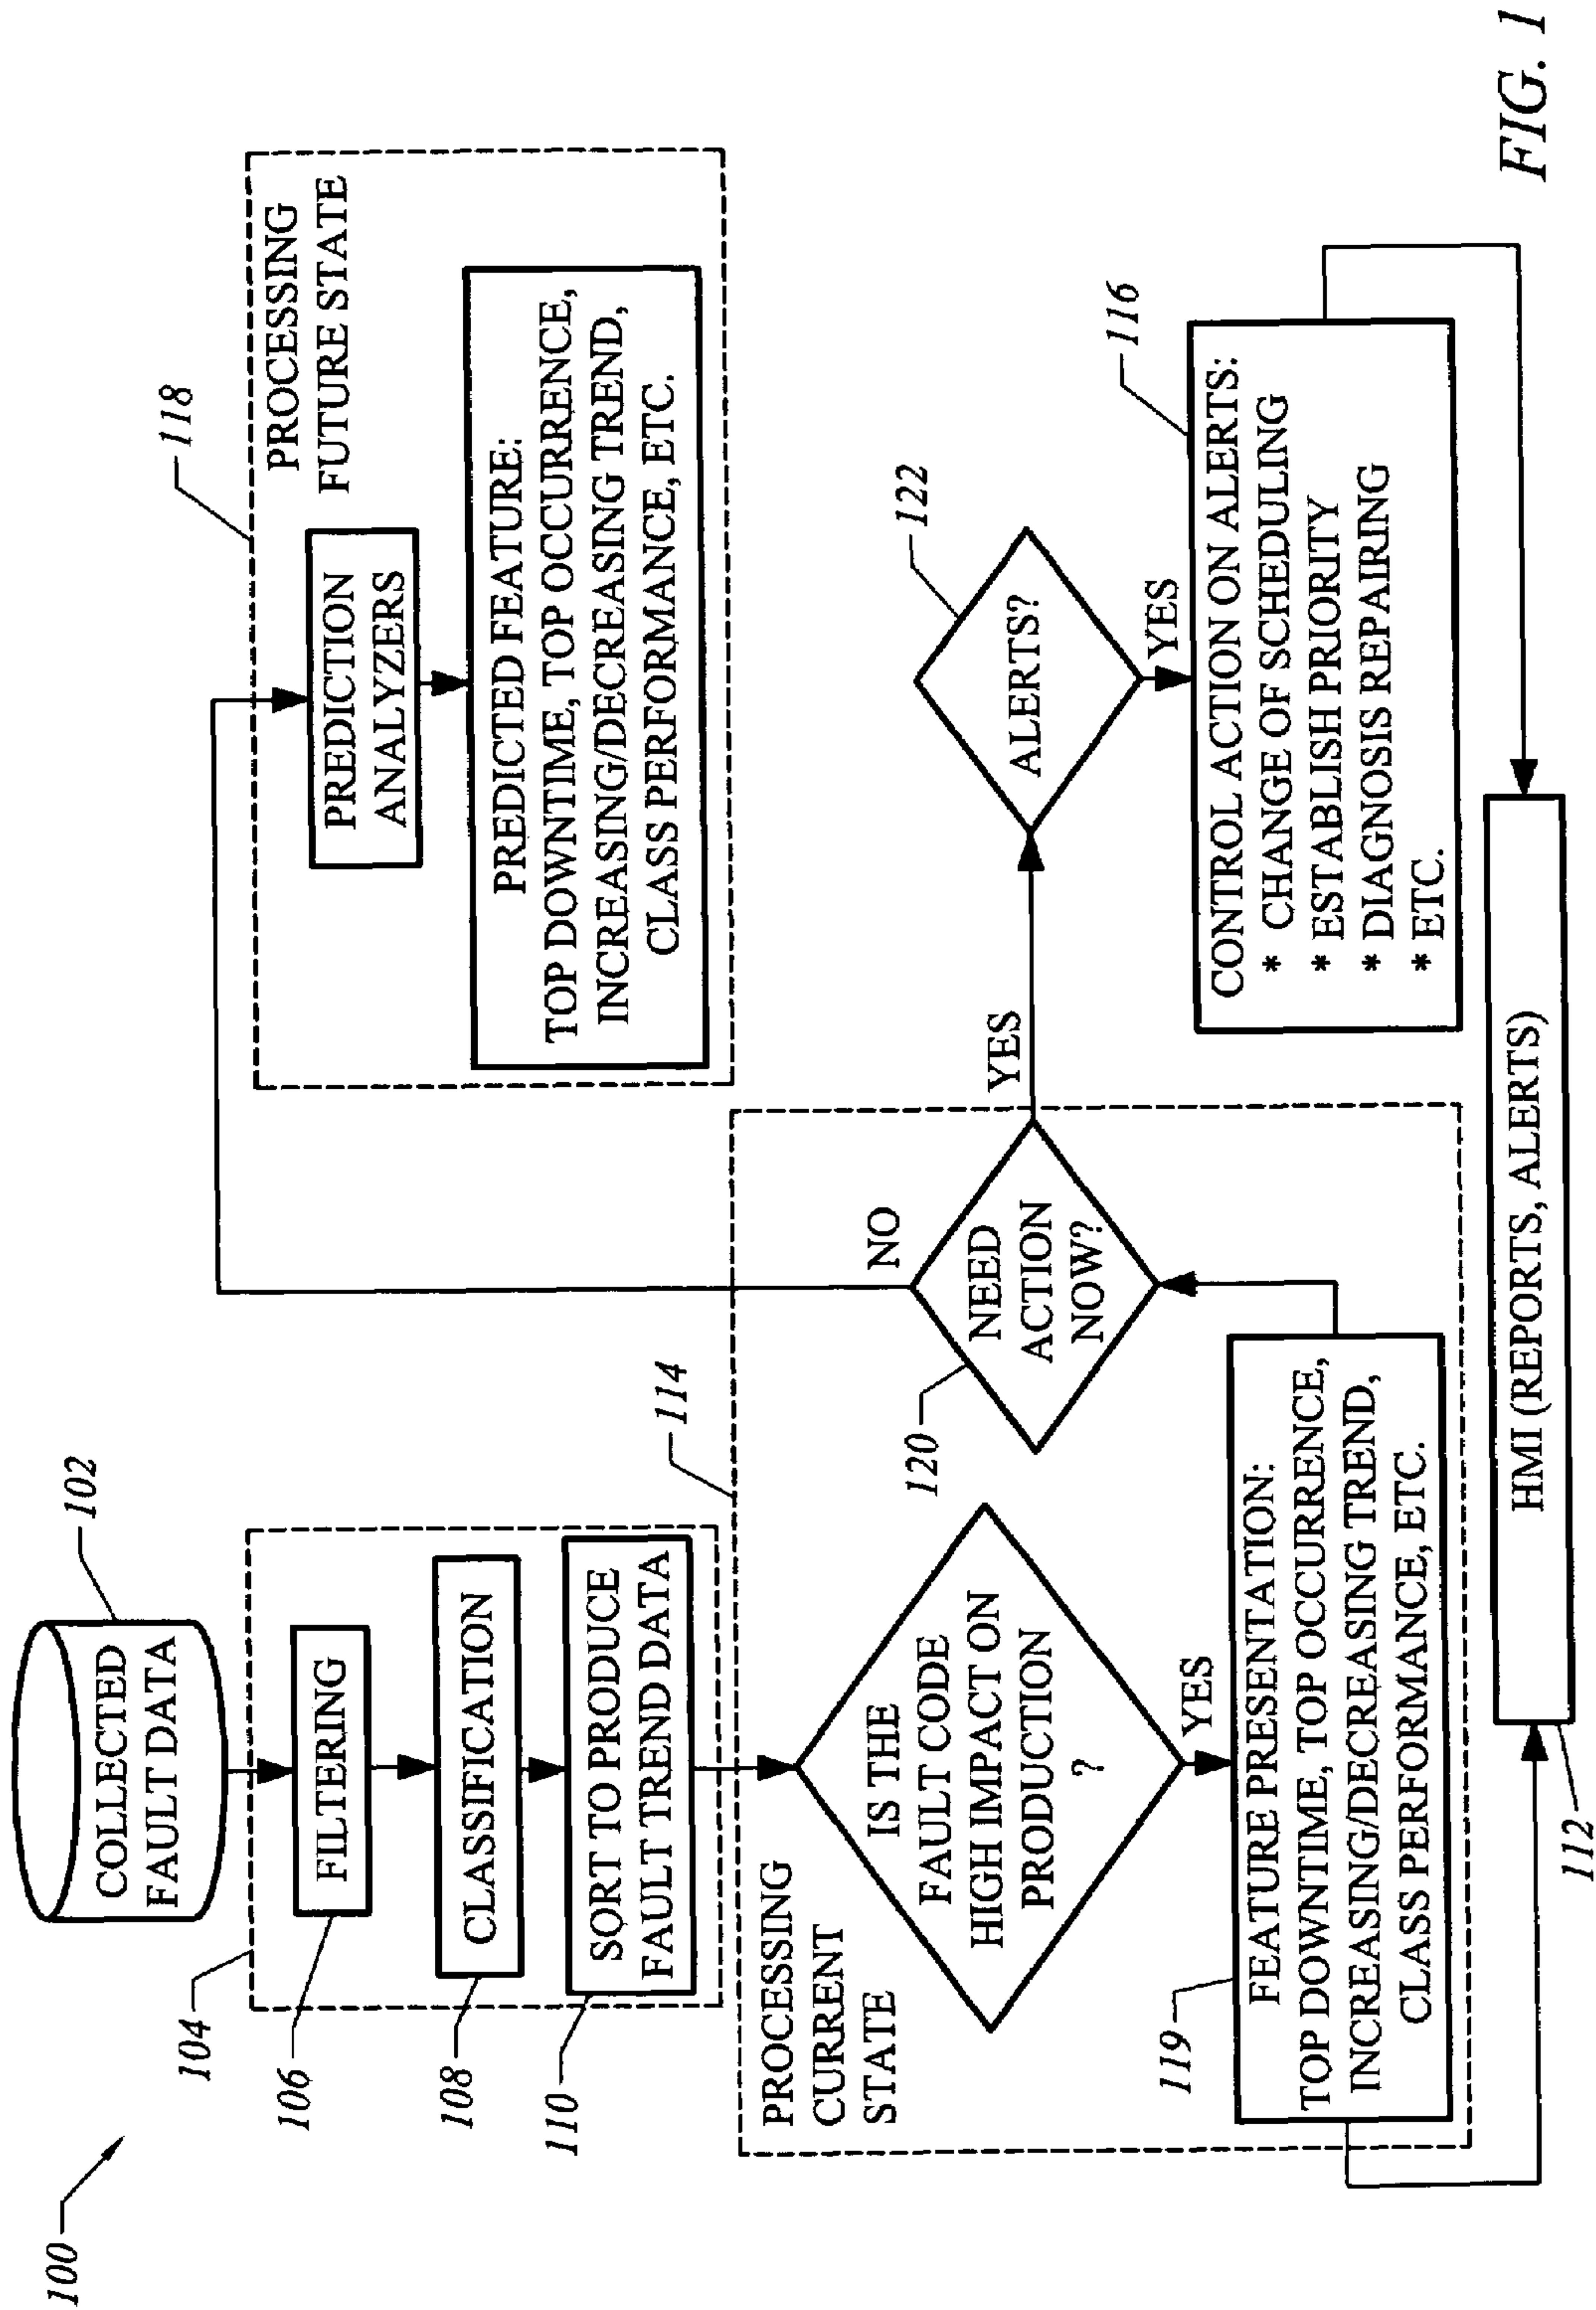 100
COLLECTED
FAULT DATA
102
104
106
FILTERING
108
CLASSIFICATION
110
SORT TO PRODUCE
FAULT TREND DATA
114
PROCESSING
CURRENT
STATE
IS THE
FAULT CODE
HIGH IMPACT ON
PRODUCTION
?
YES
119
FEATURE PRESENTATION:
TOP DOWNTIME, TOP OCCURRENCE,
INCREASING/DECREASING TREND,
CLASS PERFORMANCE, ETC.
120
NEED
ACTION
NOW?
NO
YES
118
PROCESSING
FUTURE STATE
PREDICTION
ANALYZERS
PREDICTED FEATURE:
TOP DOWNTIME, TOP OCCURRENCE,
INCREASING/DECREASING TREND,
CLASS PERFORMANCE, ETC.
122
ALERTS?
YES
116
CONTROL ACTION ON ALERTS:
* CHANGE OF SCHEDULING
* ESTABLISH PRIORITY
* DIAGNOSIS REPAIRING
* ETC.
112
HMI (REPORTS, ALERTS)
FIG. 1